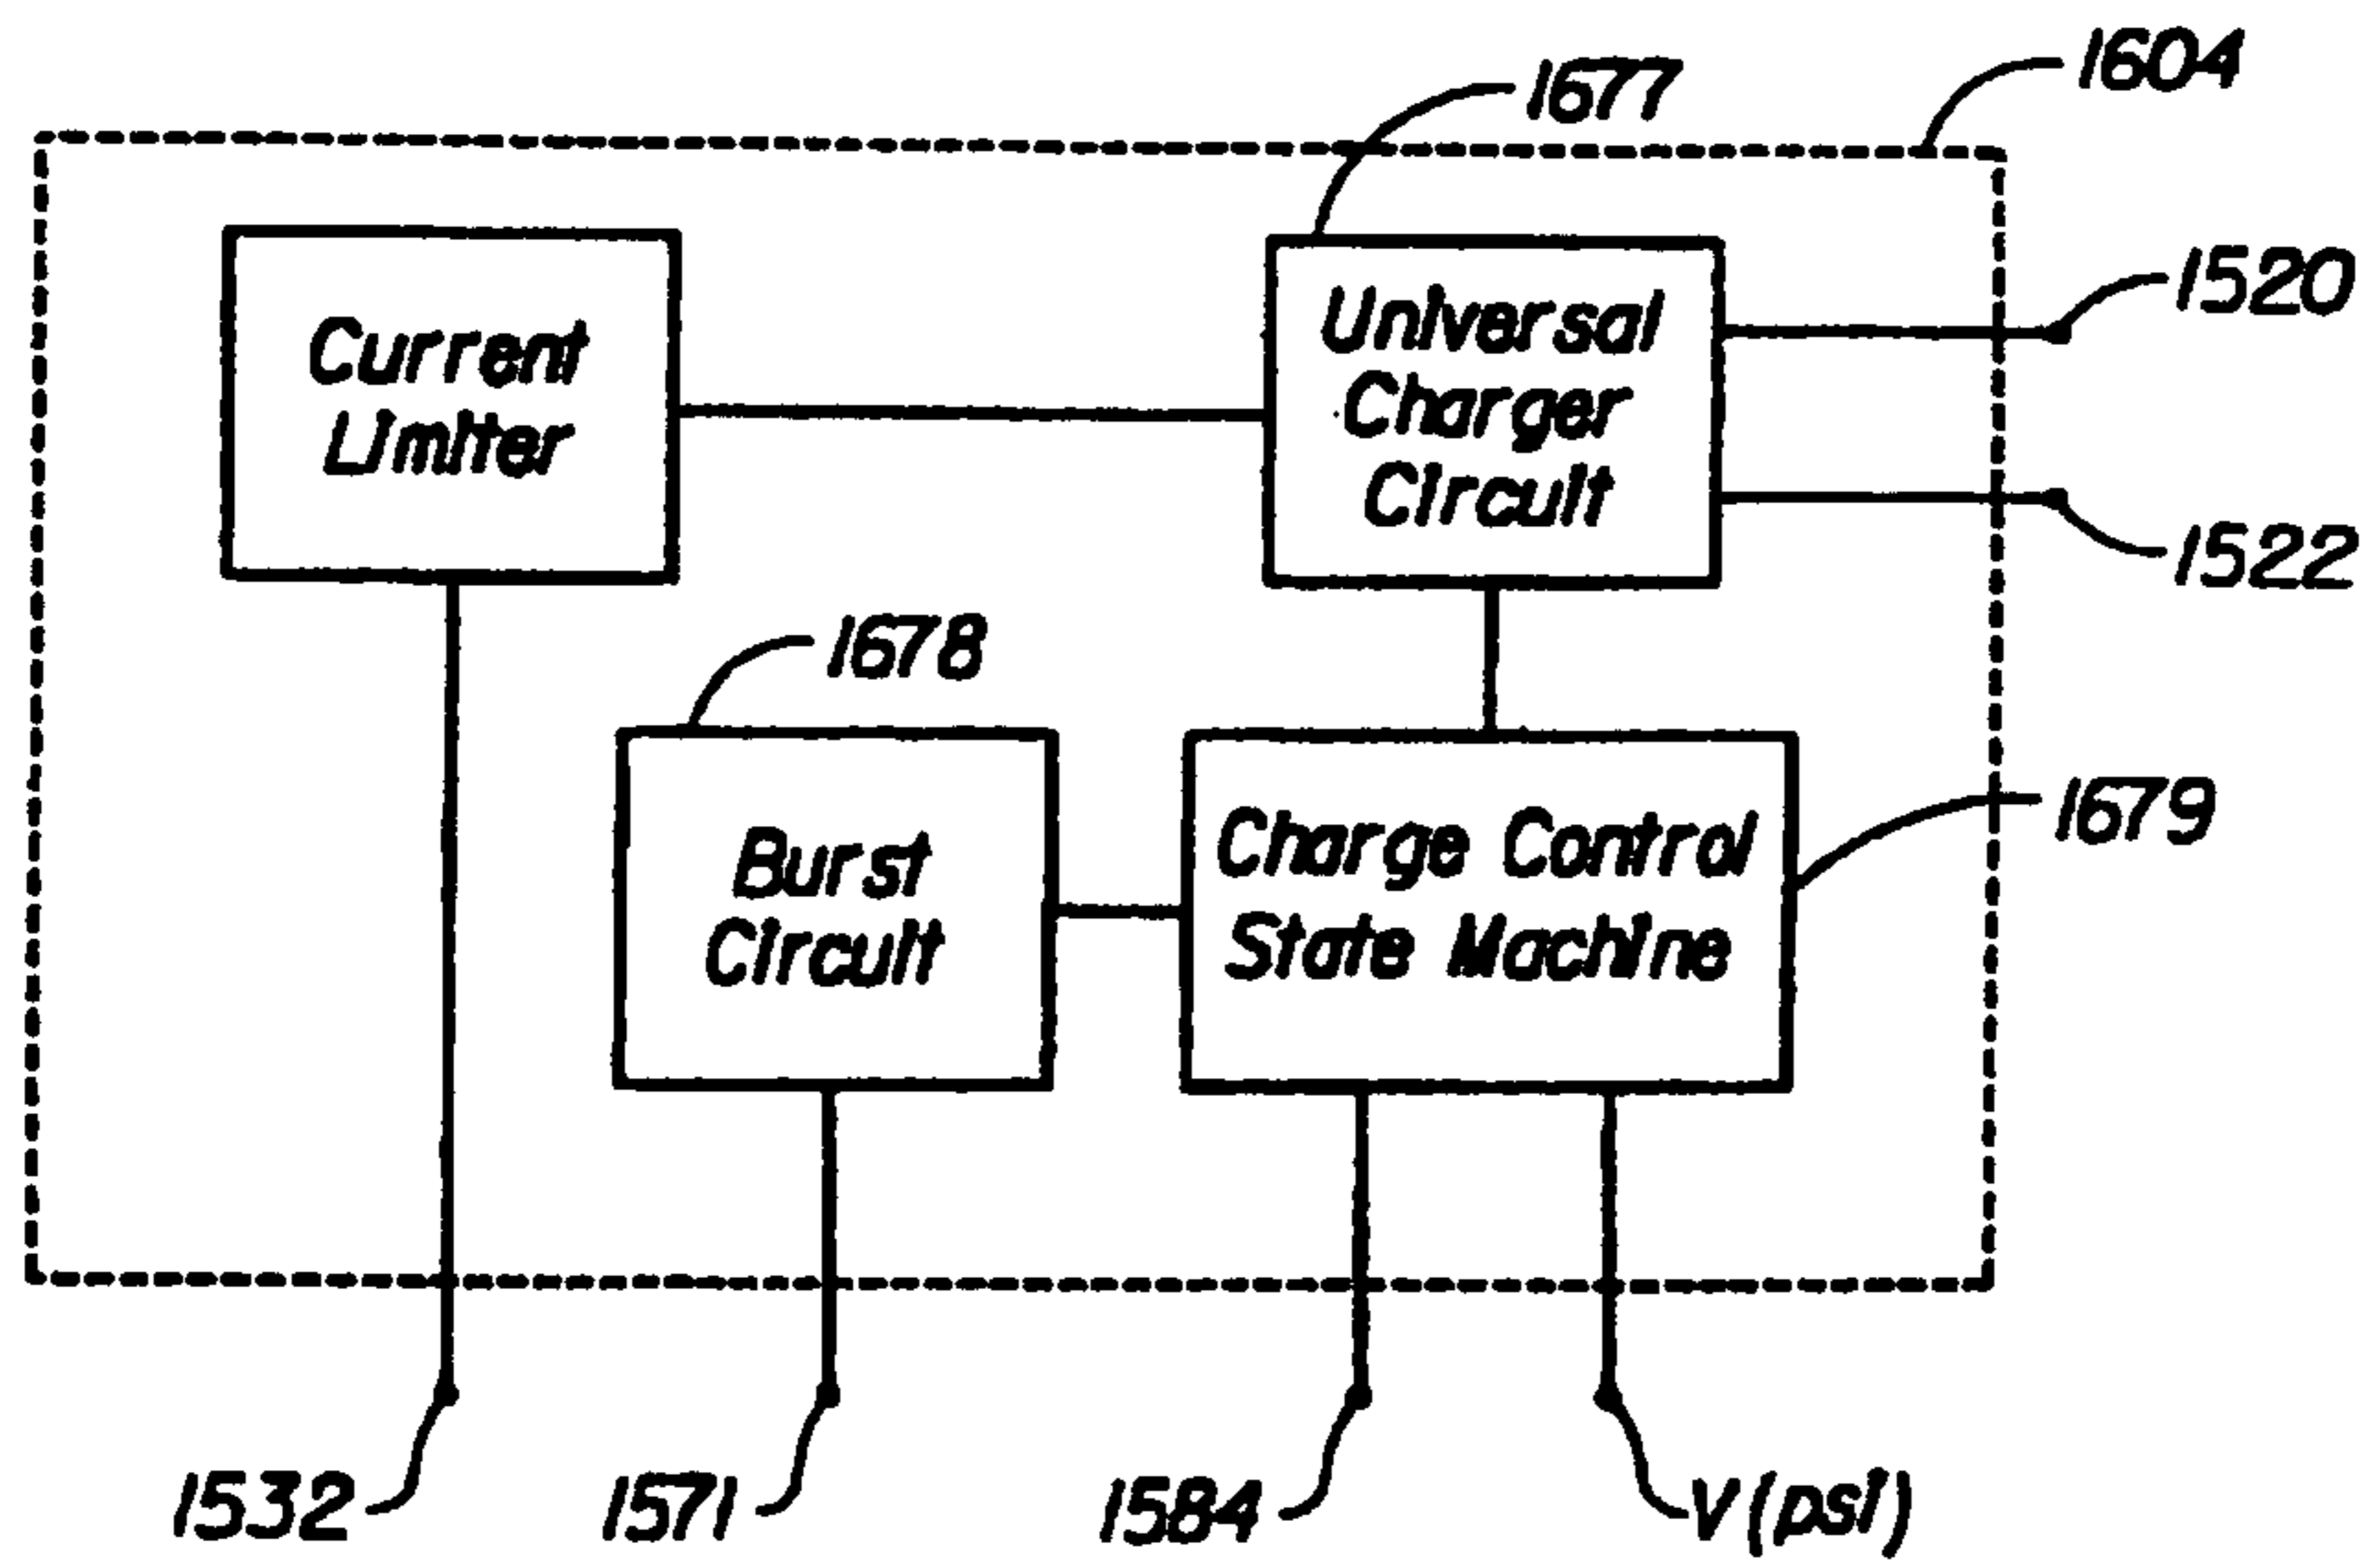 1604
1677
Current
Limiter
Universal
Charger
Circuit
1520
1522
1678
1679
Burst
Circuit
Charge Control
State Machine
1532
1571
1584
V(psi)